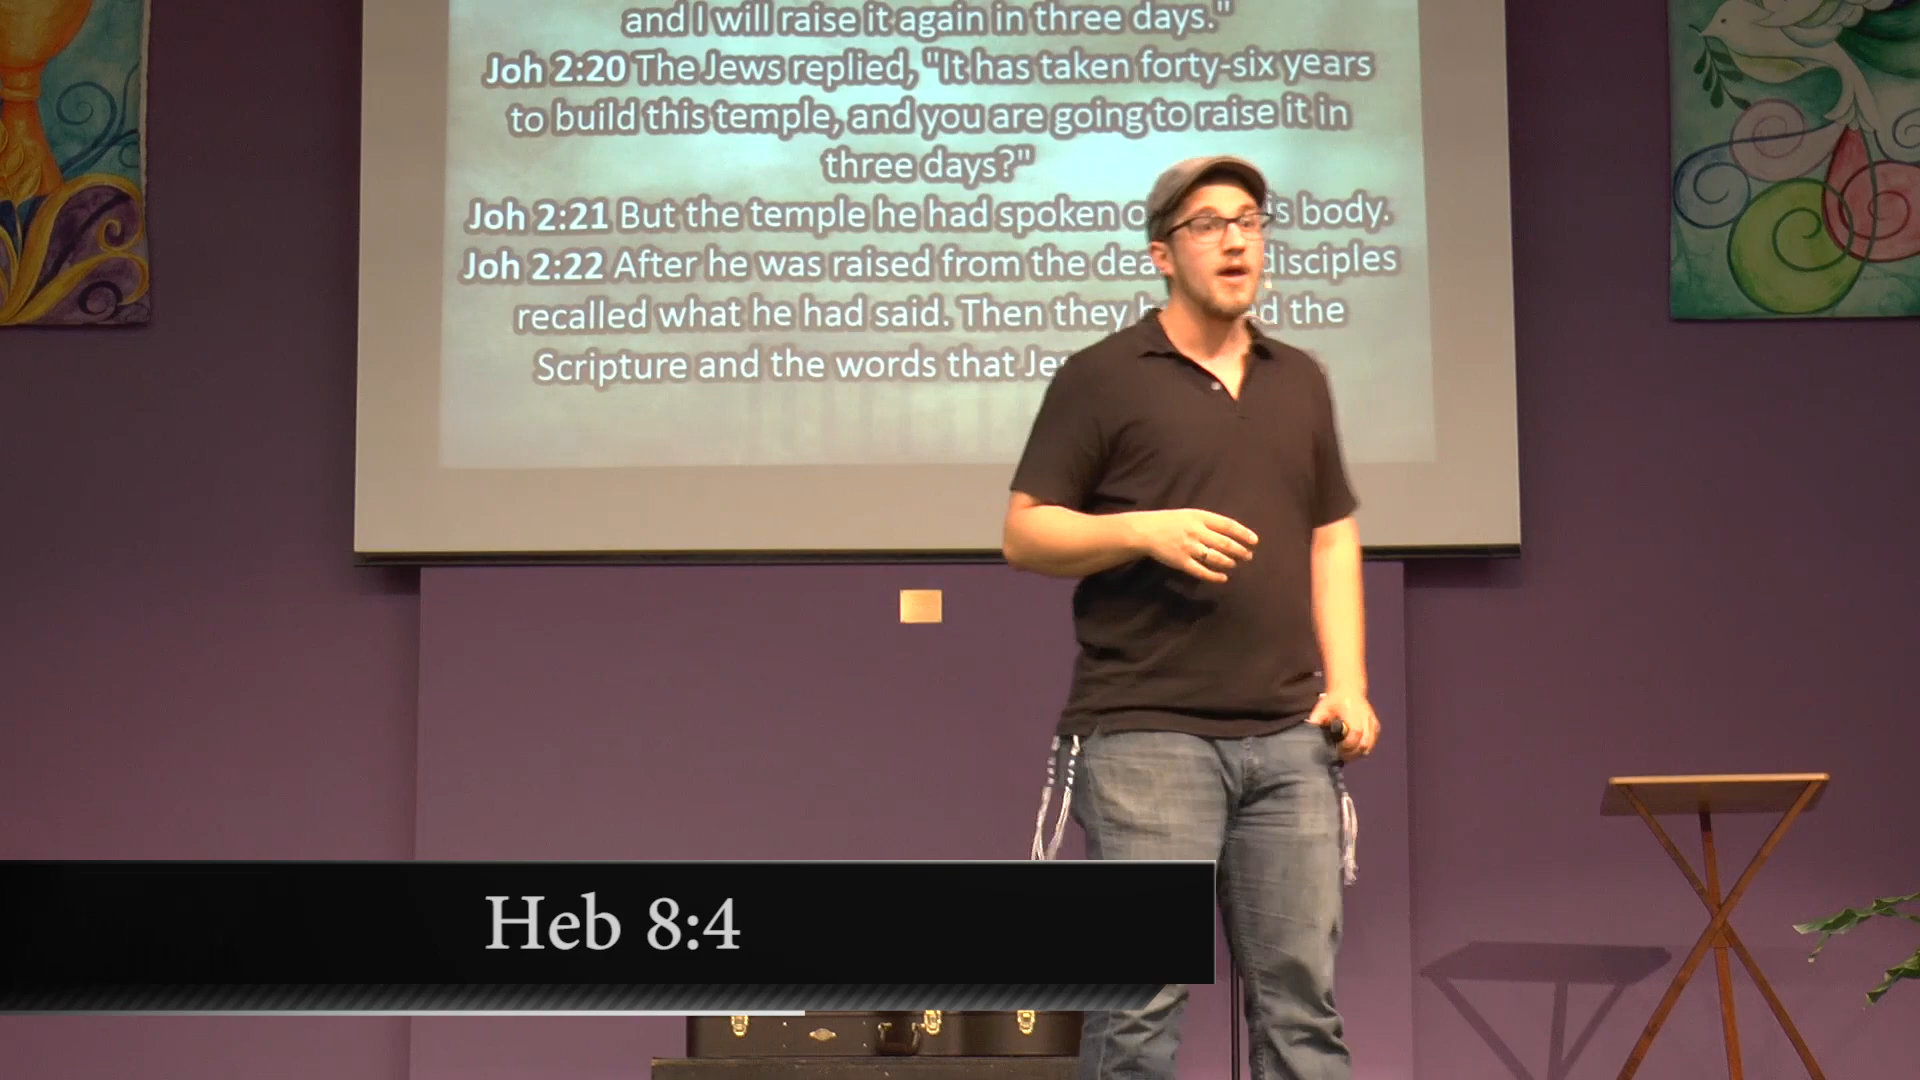 and I will raise it again in three days."
Joh 2:20 The Jews replied, "It has taken forty-six years
to build this temple, and you are going to raise it in
three days?"
Joh 2:21 But the temple he had spoken body.
Joh 2:22 After he was raised from the disciples
recalled what he had said. Then they the
Scripture and the words that
Heb 8:4